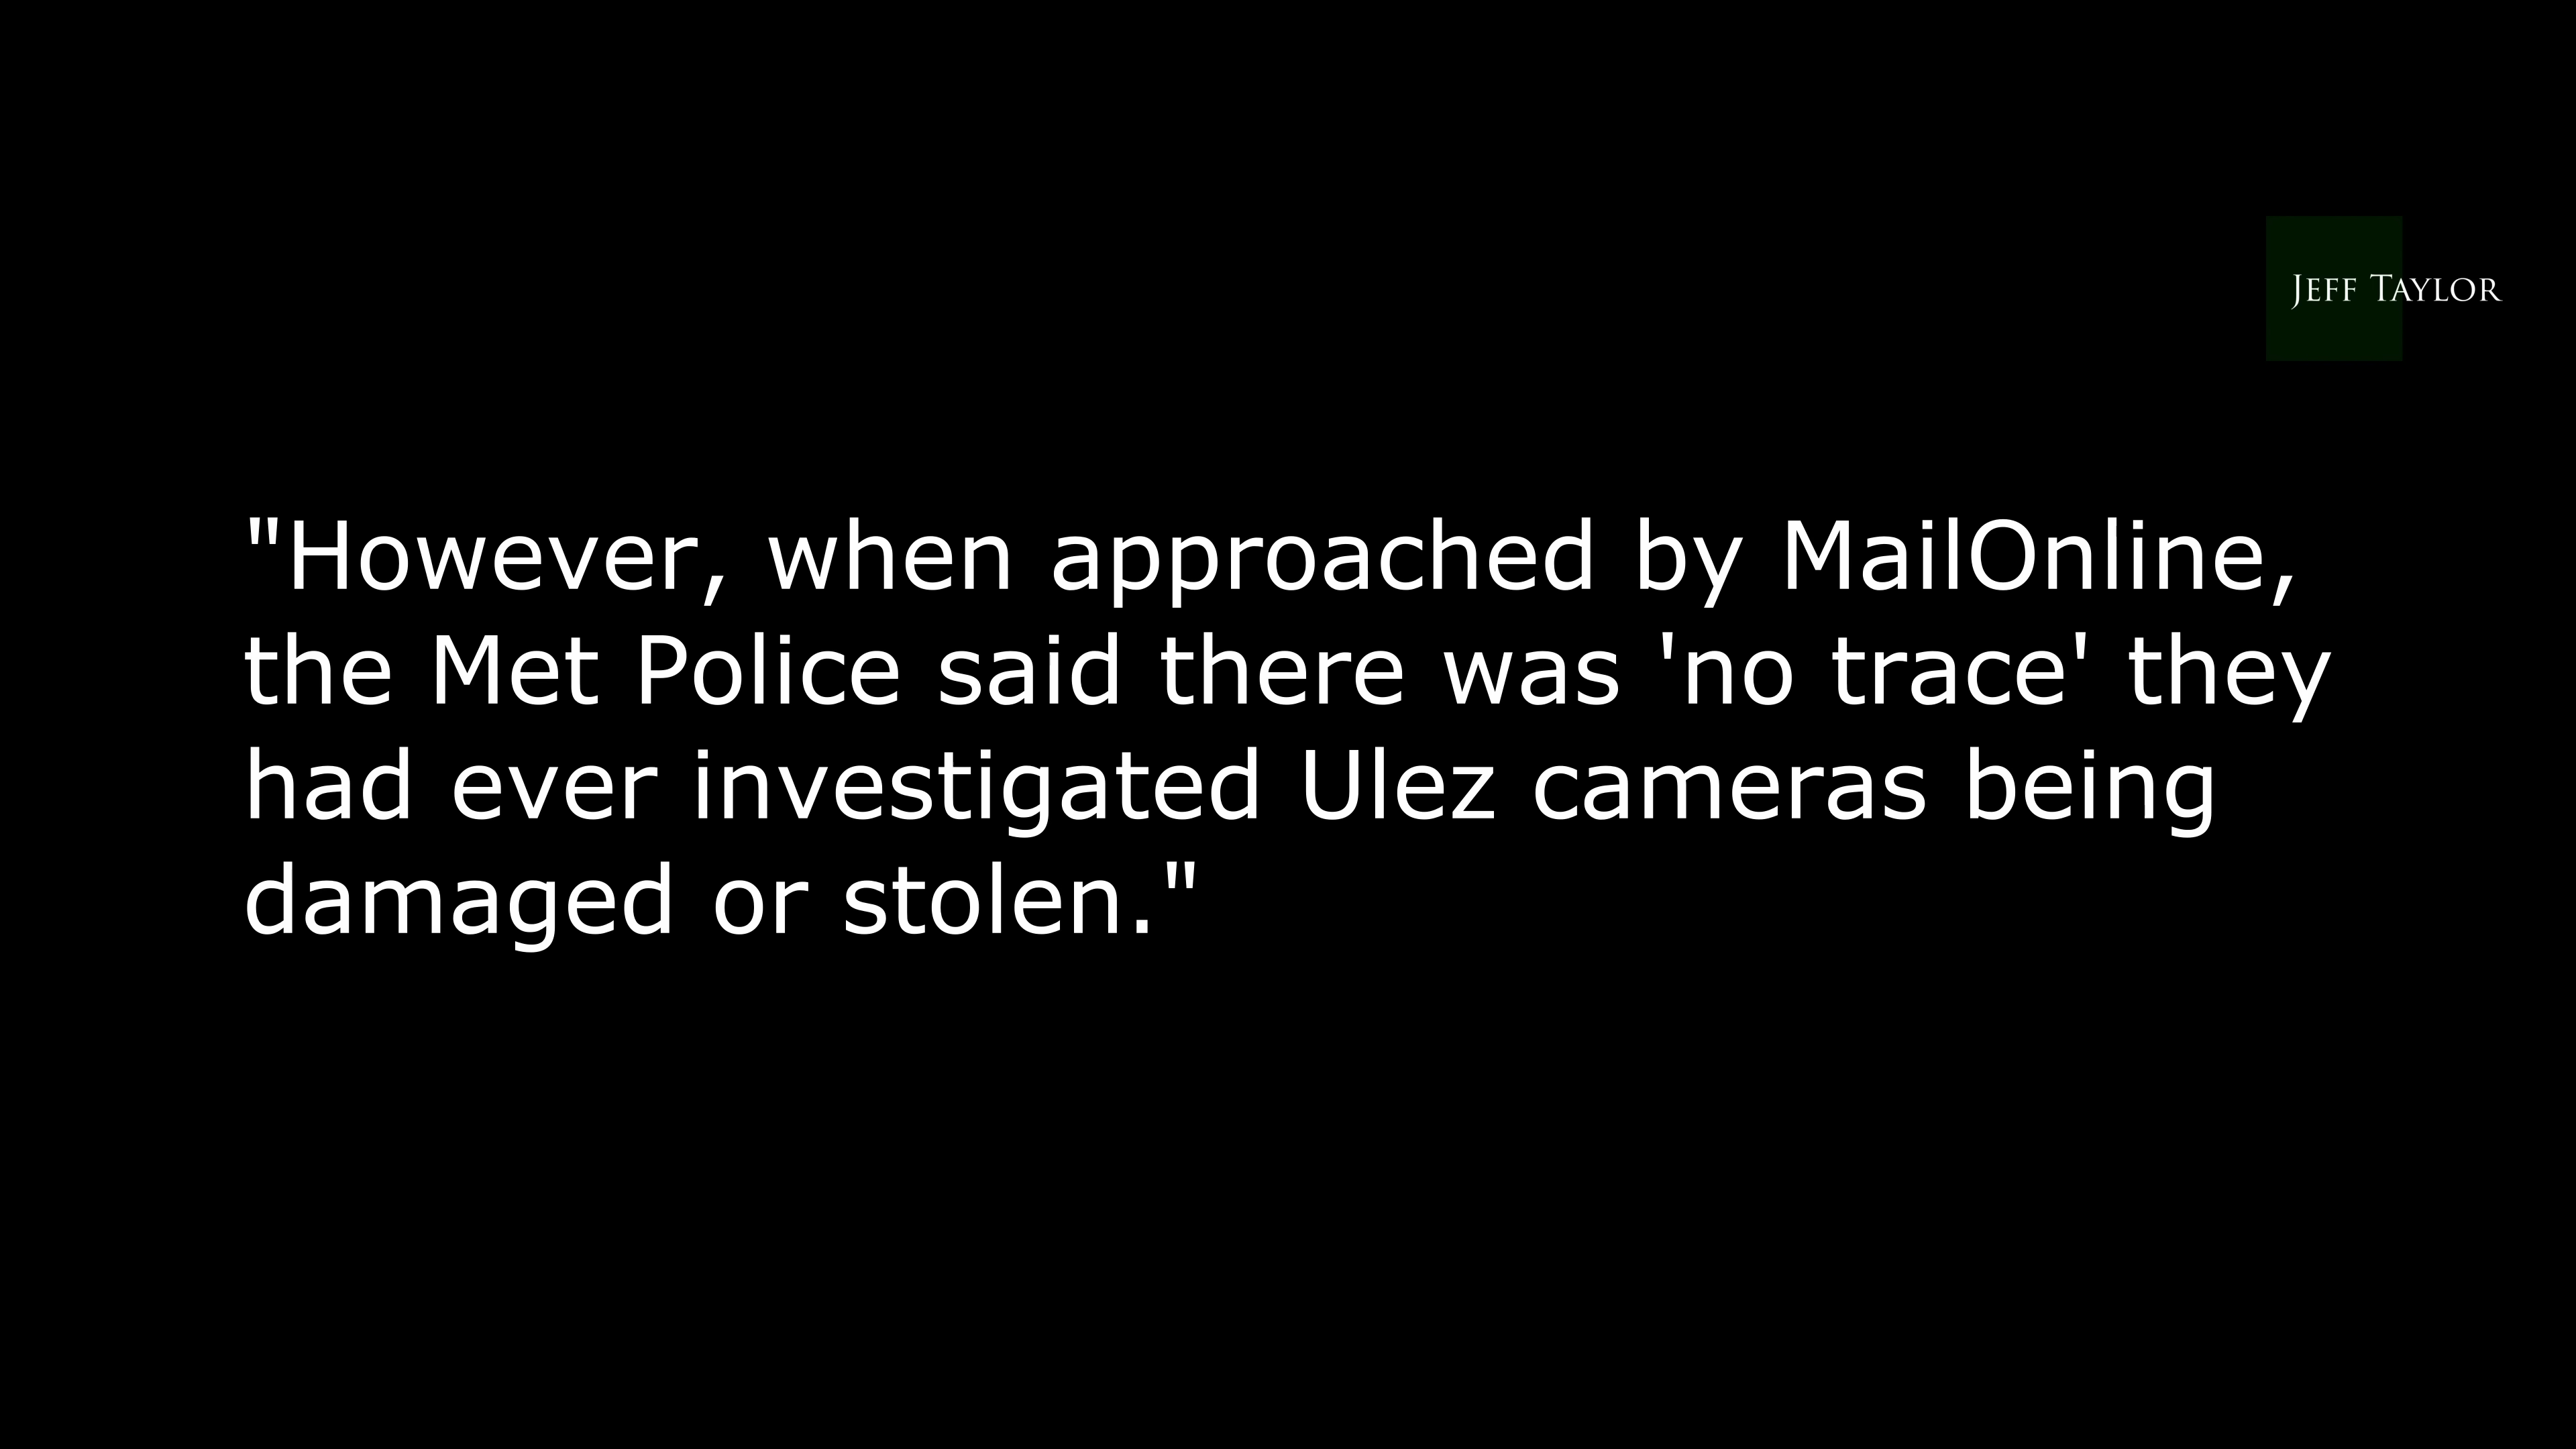 Jeff Taylor
"However, when approached by MailOnline,
the Met Police said there was 'no trace' they
had ever investigated Ulez cameras being
damaged or stolen."